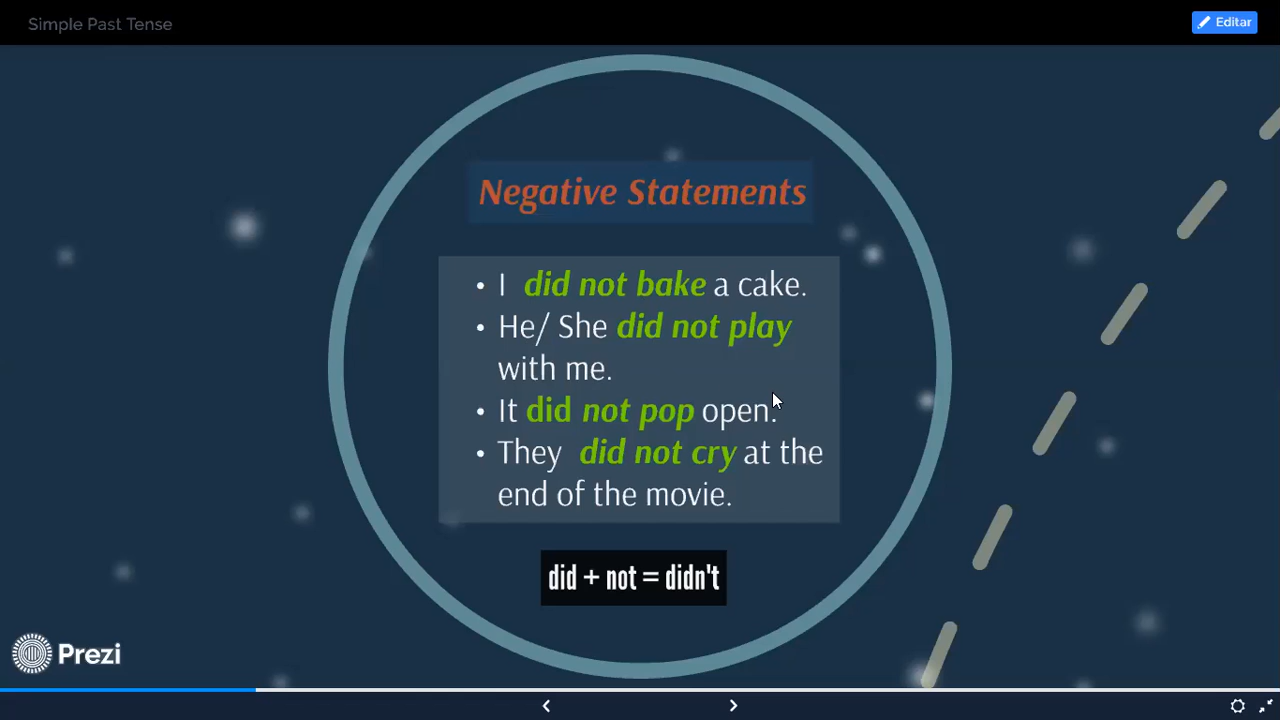 Simple Past Tense
Editar
Negative Statements
• I did not bake a cake.
• He/ She did not play
with me.
• It did not pop open.
• They did not cry at the
end of the movie.
did + not = didn't
Prezi